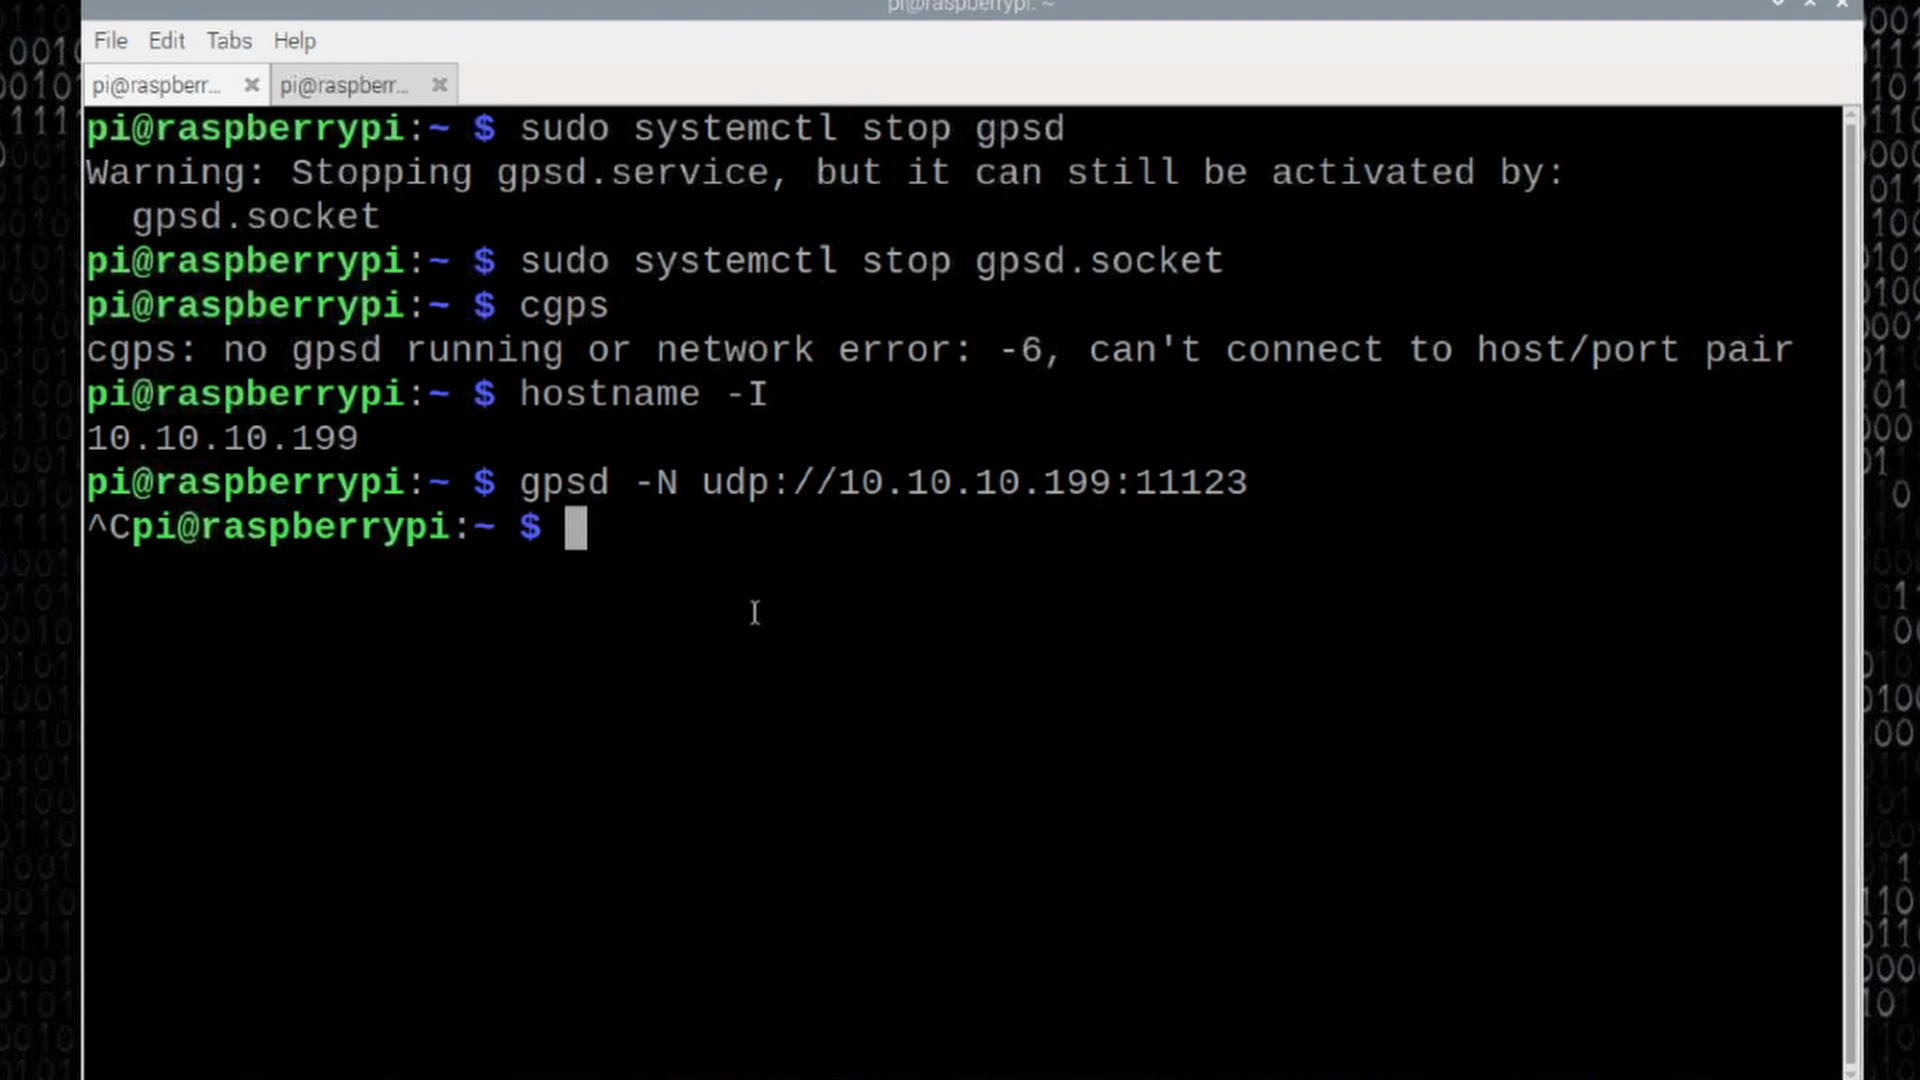 pi@raspberrypi: ~
File Edit Tabs Help
pi@raspberr... pi@raspberr...
pi@raspberrypi:~ $ sudo systemctl stop gpsd
Warning: Stopping gpsd.service, but it can still be activated by:
gpsd.socket
pi@raspberrypi:~ $ sudo systemctl stop gpsd.socket
pi@raspberrypi:~ $ cgps
cgps: no gpsd running or network error: -6, can't connect to host/port pair
pi@raspberrypi:~ $ hostname -I
10.10.10.199
pi@raspberrypi:~ $ gpsd -N udp://10.10.10.199:11123
^Cpi@raspberrypi:~ $